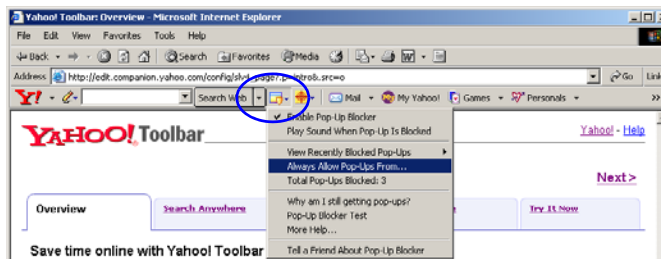 Yahoo! Toolbar: Overview - Microsoft Internet Explorer
File Edit View Favorites Tools Help
Back Search Favorites Media
Address http://edit.companion.yahoo.com/config/slv4_page?.p=intro&.src=o Go Link
Y! Search Web Mail My Yahoo! Games Personals »
Enable Pop-Up Blocker
Play Sound When Pop-Up Is Blocked
YAHOO! Toolbar
Yahoo! - Help
View Recently Blocked Pop-Ups
Always Allow Pop-Ups From...
Total Pop-Ups Blocked: 3
Next >
Why am I still getting pop-ups?
Pop-Up Blocker Test
More Help...
Overview Search Anywhere Try It Now
Save time online with Yahoo! Toolbar
Tell a Friend About Pop-Up Blocker